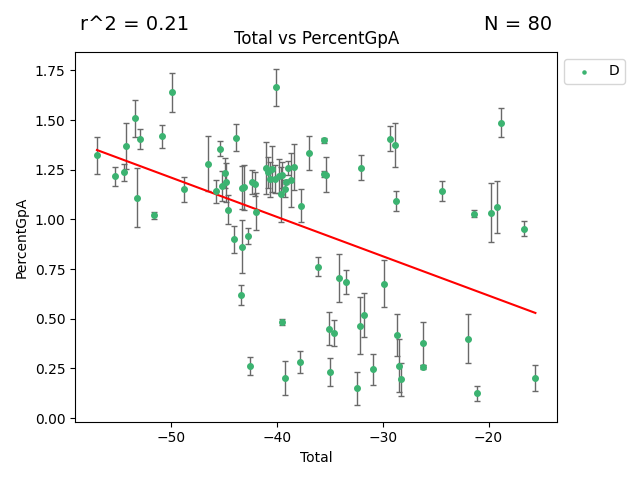 r^2 = 0.21
N = 80
Total vs PercentGpA
D
PercentGpA
1.75
1.50
1.25
1.00
0.75
0.50
0.25
0.00
−50
−40
−30
−20
Total